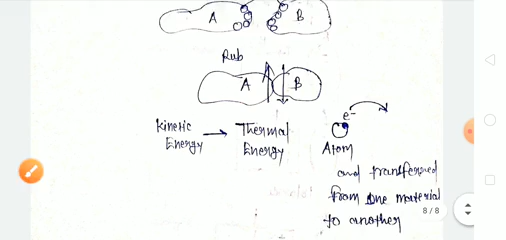 A B
Rub
A B
Kinetic Energy → Thermal Energy
e-
Atom
and transferred
from one material
to another
8/8